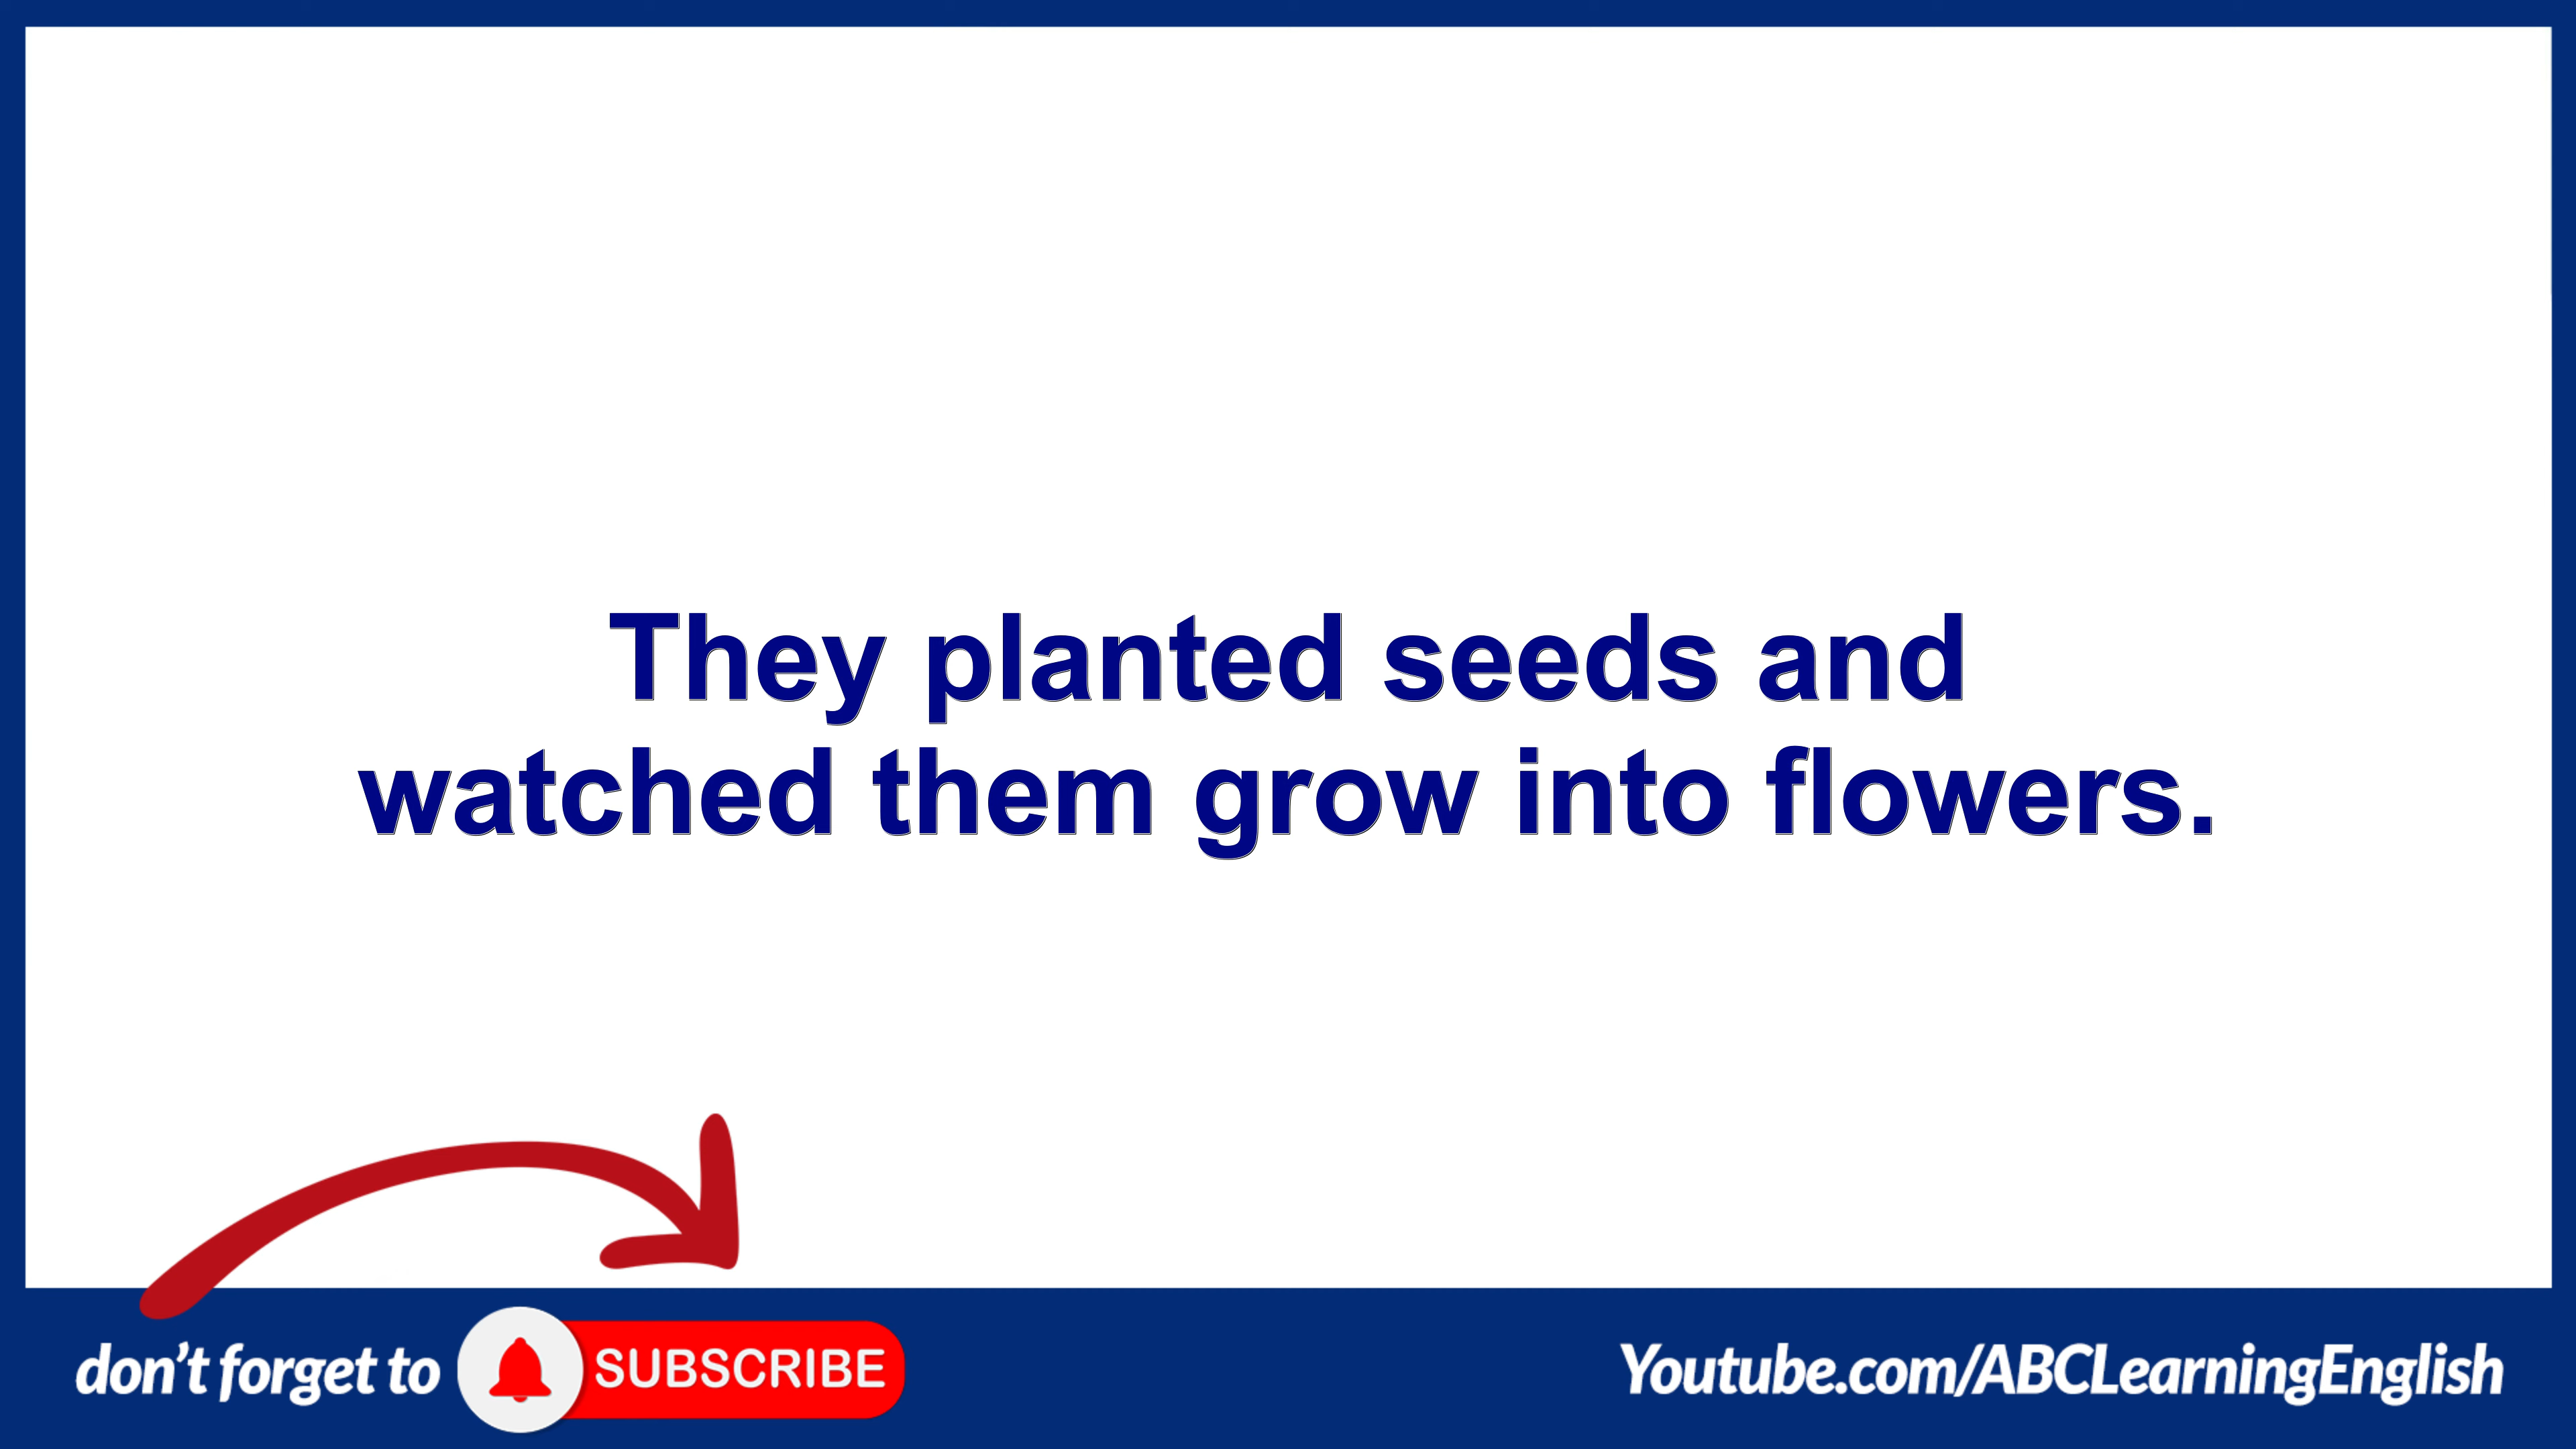 They planted seeds and
watched them grow into flowers.
don't forget to SUBSCRIBE
Youtube.com/ABCLearningEnglish